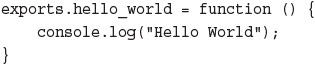 exports.hello_world = function () {
    console.log("Hello World");
}